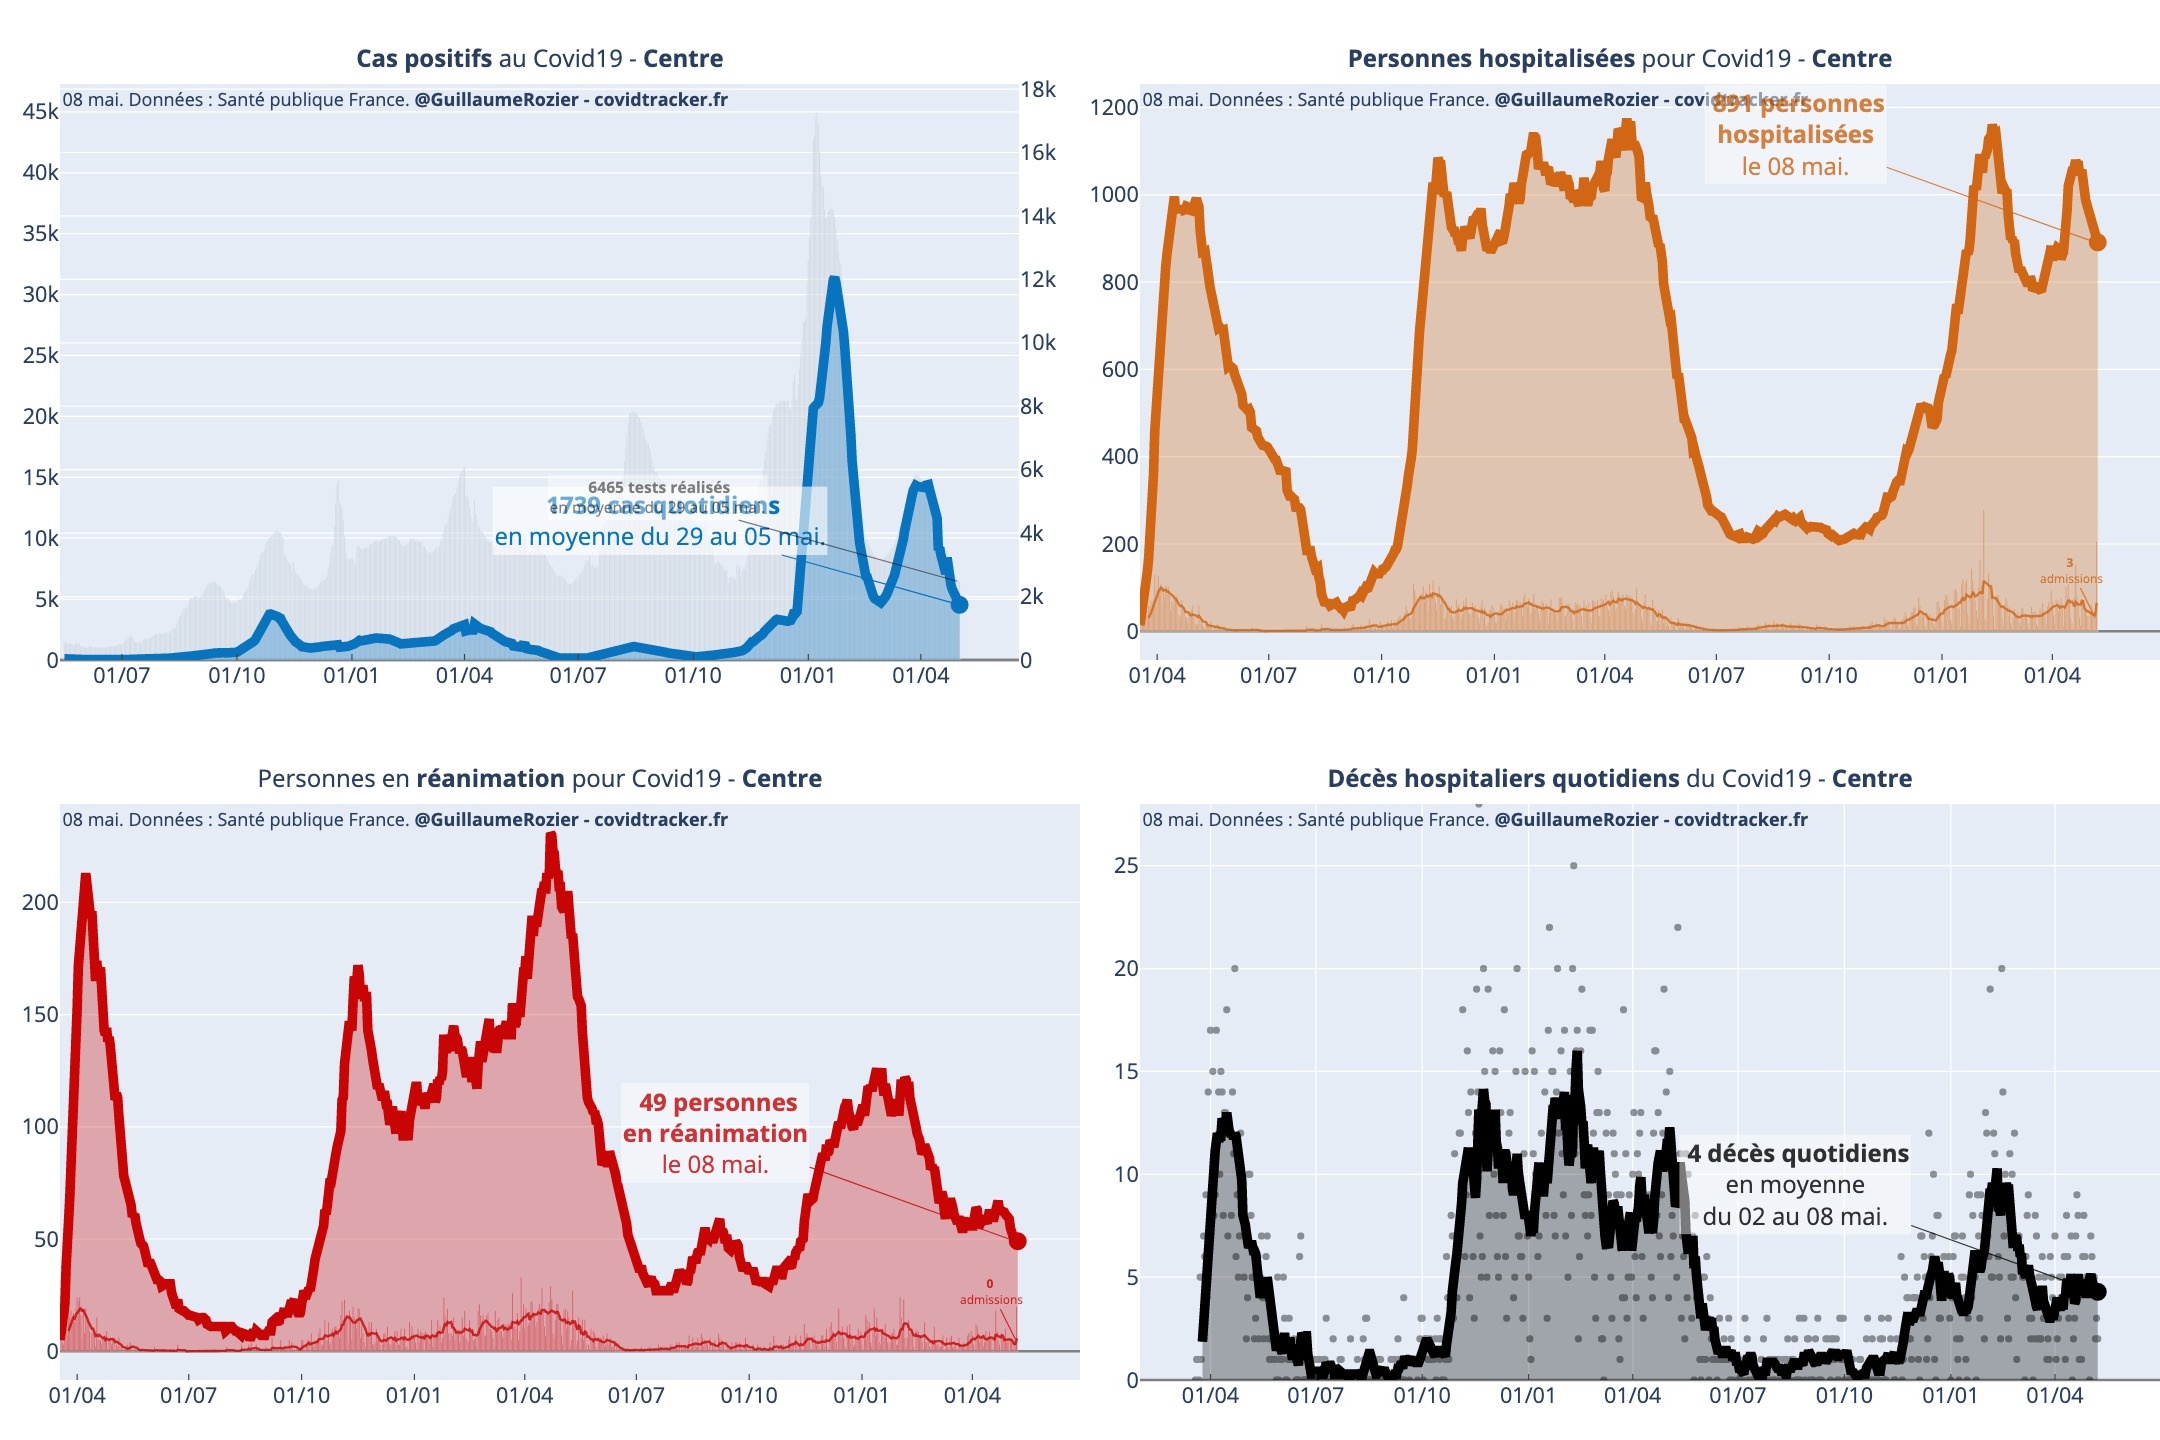 Cas positifs au Covid19 - Centre
08 mai. Données : Santé publique France. @GuillaumeRozier - covidtracker.fr
45k
40k
35k
30k
25k
20k
15k
10k
5k
0
18k
16k
14k
12k
10k
8k
6k
4k
2k
0
6465 tests réalisés
en moyenne du 29 au 05 mai.
1739 cas quotidiens
en moyenne du 29 au 05 mai.
01/07 01/10 01/01 01/04 01/07 01/10 01/01 01/04
Personnes hospitalisées pour Covid19 - Centre
08 mai. Données : Santé publique France. @GuillaumeRozier - covidtracker.fr
891 personnes
hospitalisées
le 08 mai.
1200
1000
800
600
400
200
0
3
admissions
01/04 01/07 01/10 01/01 01/04 01/07 01/10 01/01 01/04
Personnes en réanimation pour Covid19 - Centre
08 mai. Données : Santé publique France. @GuillaumeRozier - covidtracker.fr
200
150
100
50
0
49 personnes
en réanimation
le 08 mai.
0
admissions
01/04 01/07 01/10 01/01 01/04 01/07 01/10 01/01 01/04
Décès hospitaliers quotidiens du Covid19 - Centre
08 mai. Données : Santé publique France. @GuillaumeRozier - covidtracker.fr
25
20
15
10
5
0
4 décès quotidiens
en moyenne
du 02 au 08 mai.
01/04 01/07 01/10 01/01 01/04 01/07 01/10 01/01 01/04